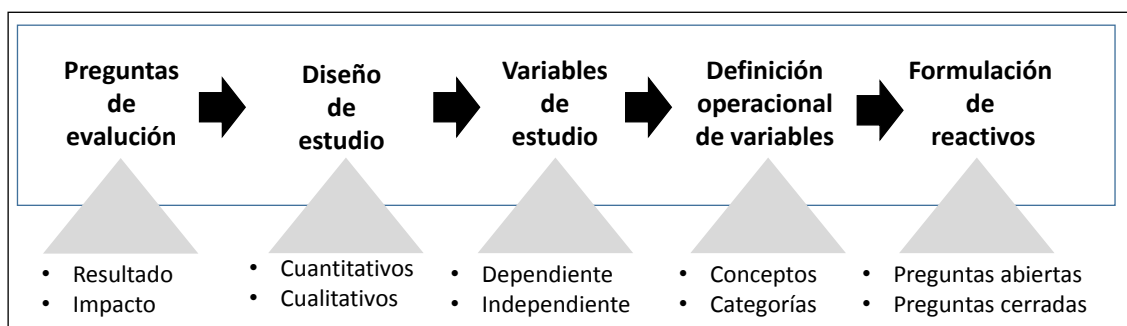 Preguntas
de
evalución
Diseño
de
estudio
Variables
de
estudio
Definición
operacional
de variables
Formulación
de
reactivos
• Resultado
• Impacto
• Cuantitativos
• Cualitativos
• Dependiente
• Independiente
• Conceptos
• Categorías
• Preguntas abiertas
• Preguntas cerradas